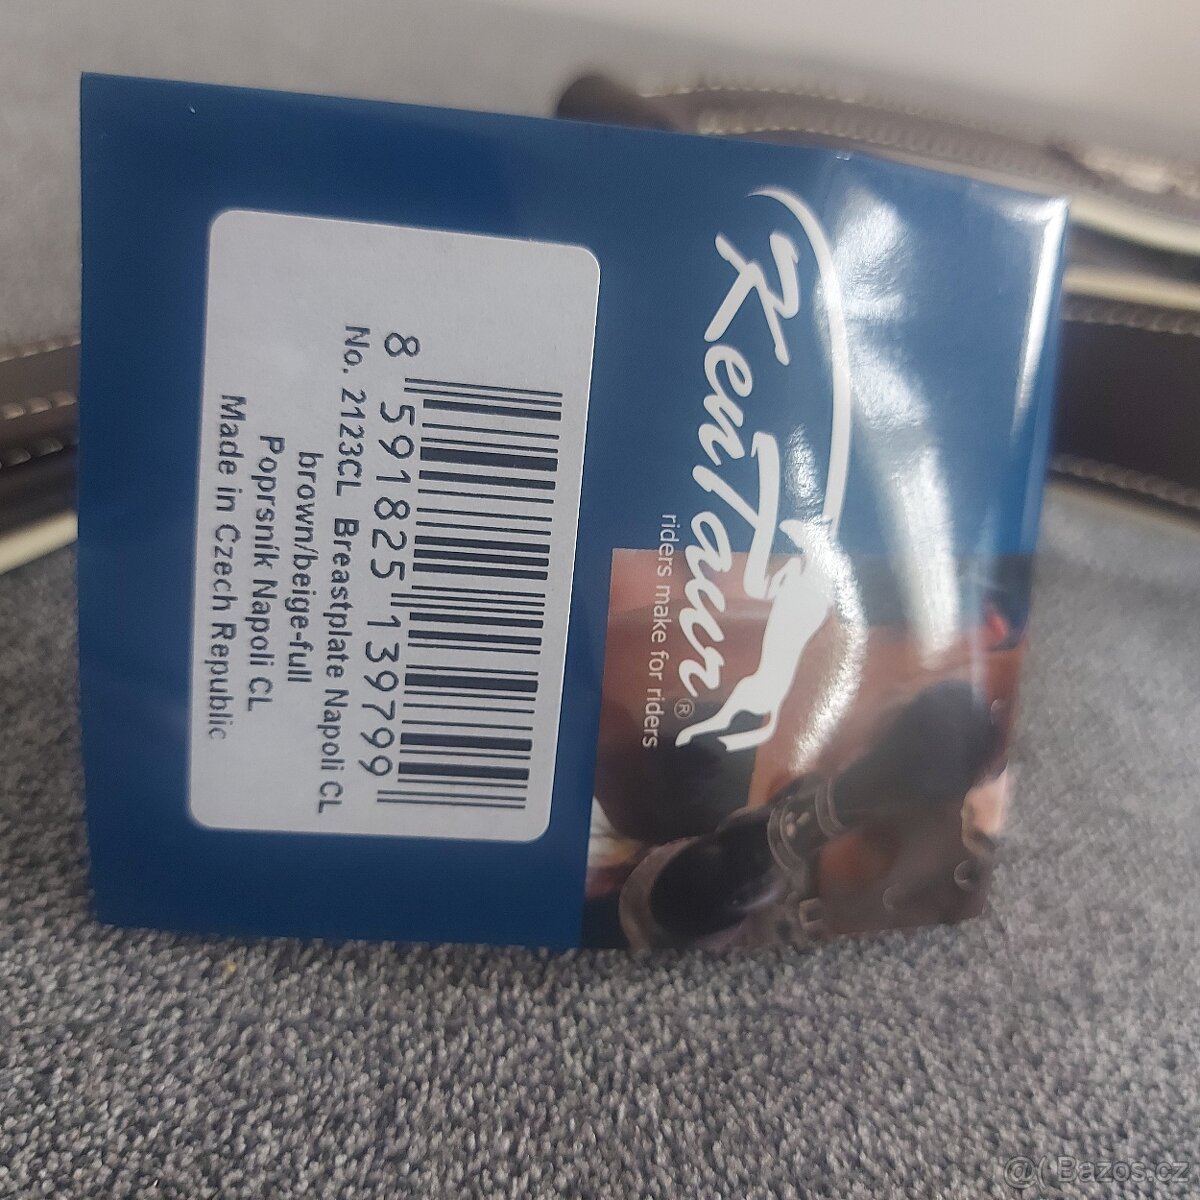 KenTaur®
riders make for riders
8 591825 139799
No. 2123CL Breastplate Napoli CL
brown/beige-full
Poprsník Napoli CL
Made in Czech Republic
@( Bazos.cz